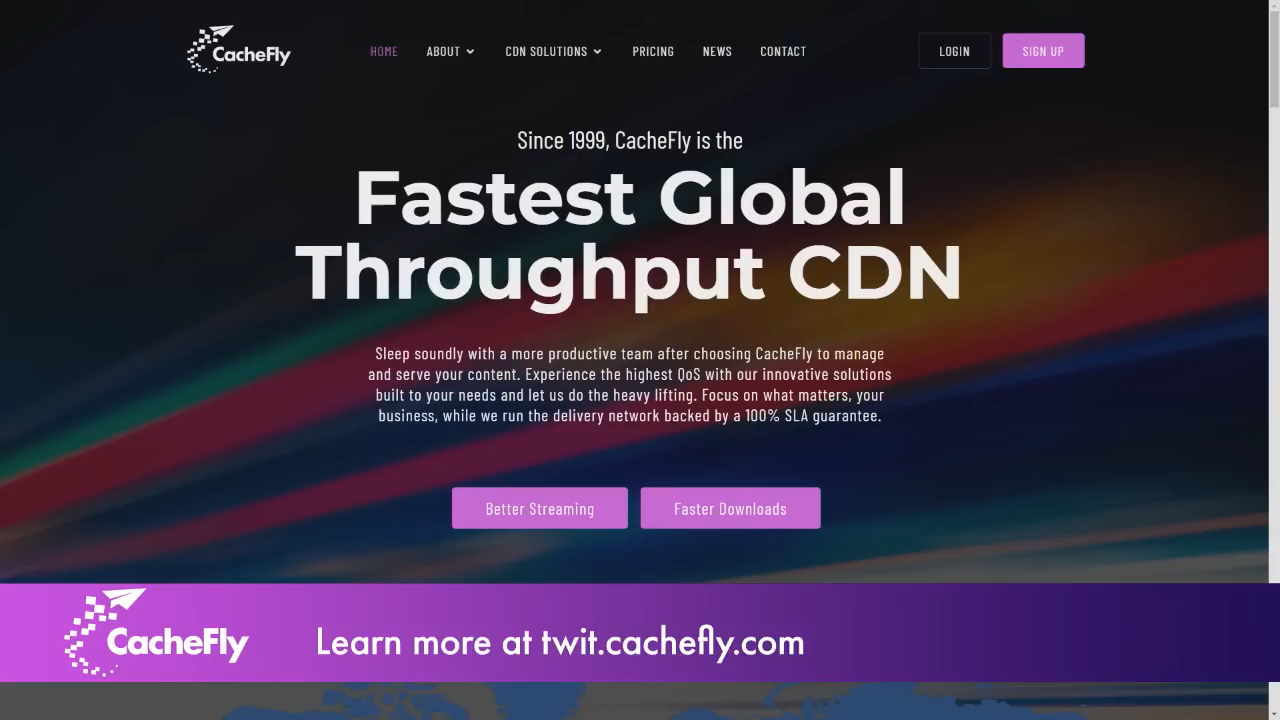 CacheFly
HOME ABOUT CDN SOLUTIONS PRICING NEWS CONTACT LOGIN SIGN UP
Since 1999, CacheFly is the
Fastest Global
Throughput CDN
Sleep soundly with a more productive team after choosing CacheFly to manage
and serve your content. Experience the highest QoS with our innovative solutions
built to your needs and let us do the heavy lifting. Focus on what matters, your
business, while we run the delivery network backed by a 100% SLA guarantee.
Better Streaming Faster Downloads
CacheFly Learn more at twit.cachefly.com